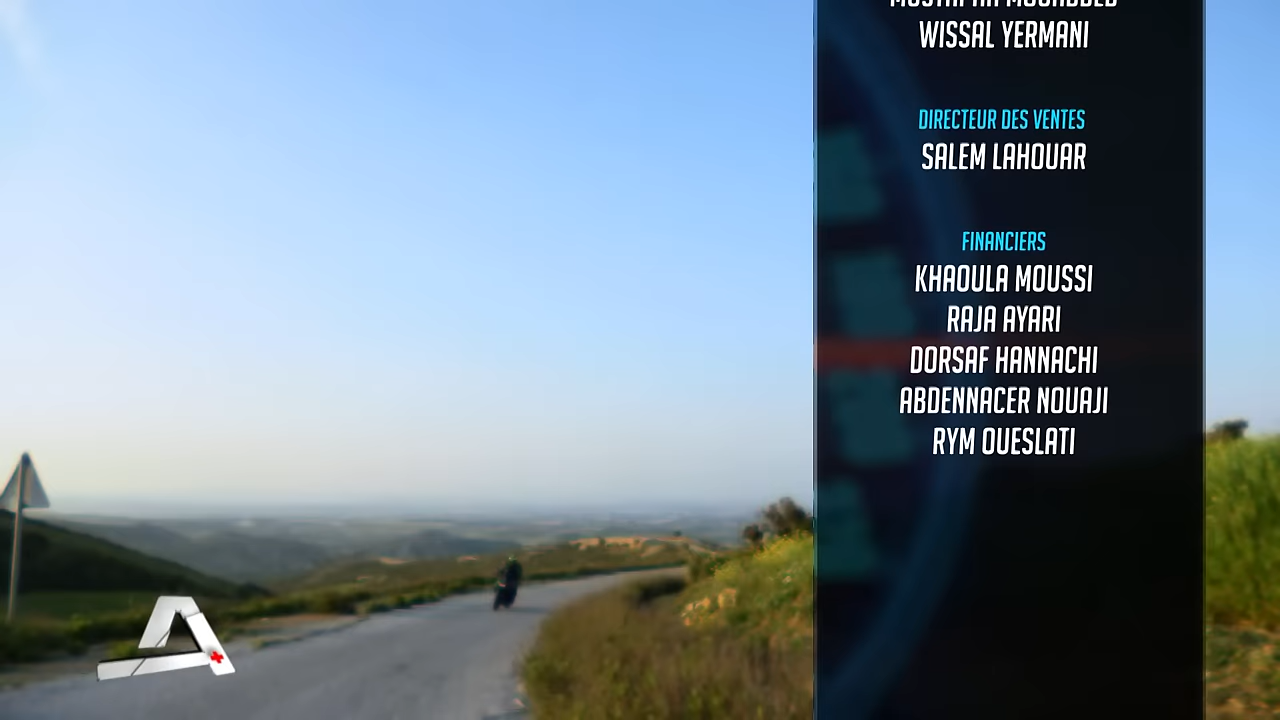 WISSAL YERMANI
DIRECTEUR DES VENTES
SALEM LAHOUAR
FINANCIERS
KHAOULA MOUSSI
RAJA AYARI
DORSAF HANNACHI
ABDENNACER NOUAJI
RYM OUESLATI